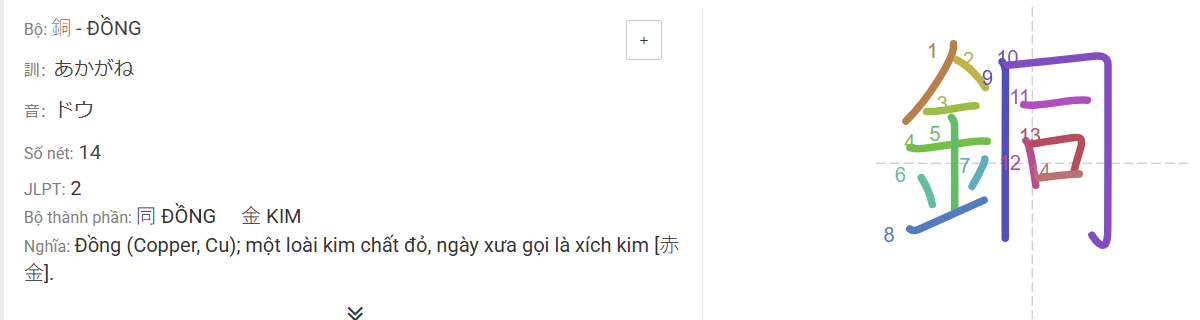 Bộ: 銅 - ĐỒNG
+
訓: あかがね
音: ドウ
Số nét: 14
JLPT: 2
Bộ thành phần: 同 ĐỒNG 金 KIM
Nghĩa: Đồng (Copper, Cu); một loài kim chất đỏ, ngày xưa gọi là xích kim [赤
金].
銅
1
2
3
4
5
6
7
8
9
10
11
12
13
14